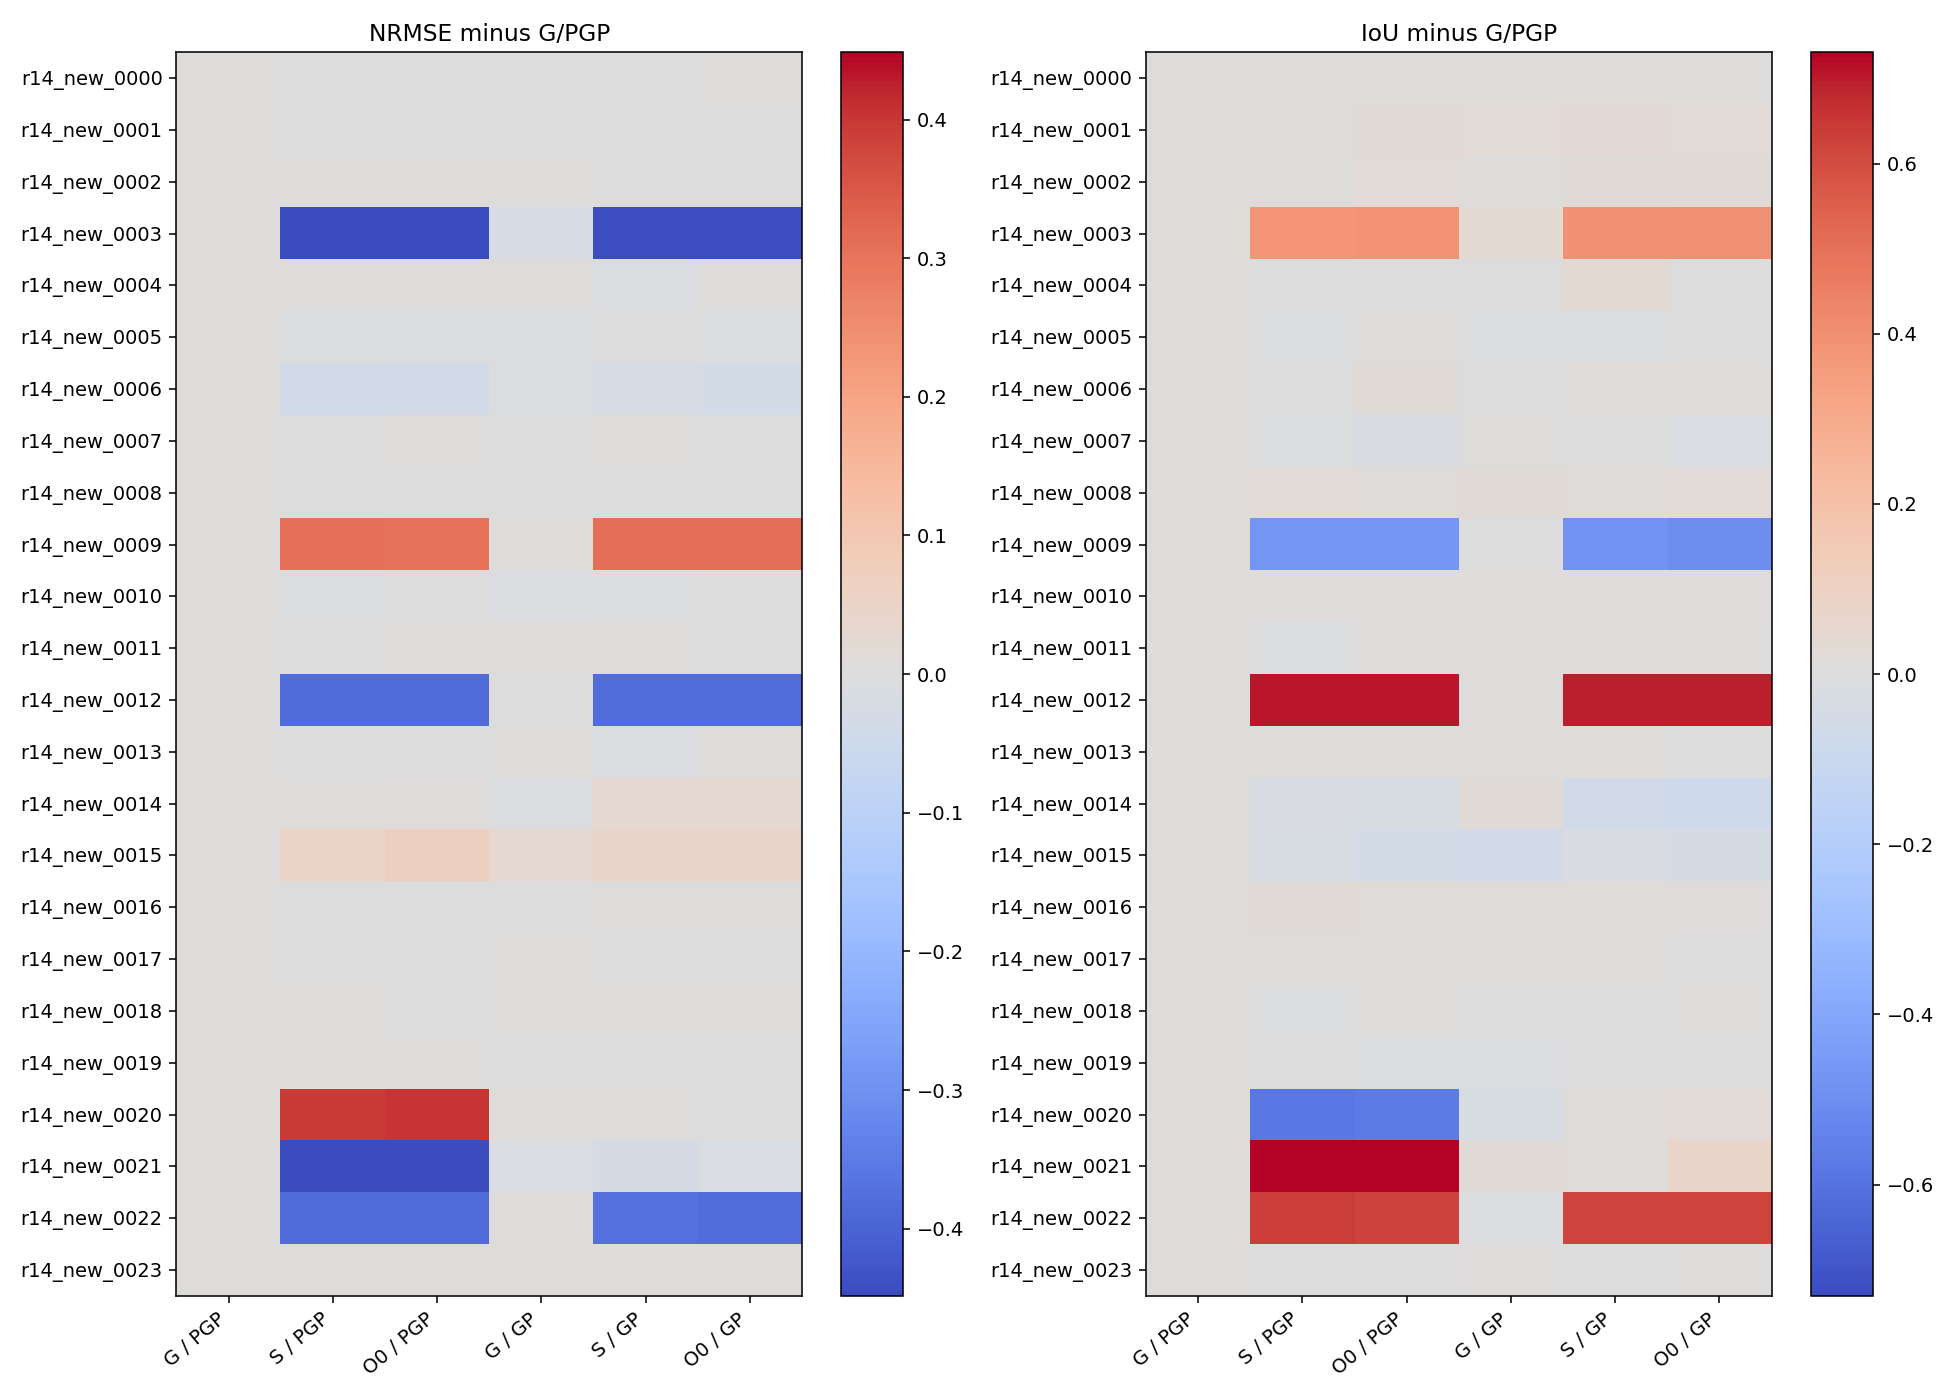 NRMSE minus G/PGP
r14_new_0000
r14_new_0001
r14_new_0002
r14_new_0003
r14_new_0004
r14_new_0005
r14_new_0006
r14_new_0007
r14_new_0008
r14_new_0009
r14_new_0010
r14_new_0011
r14_new_0012
r14_new_0013
r14_new_0014
r14_new_0015
r14_new_0016
r14_new_0017
r14_new_0018
r14_new_0019
r14_new_0020
r14_new_0021
r14_new_0022
r14_new_0023
G / PGP
S / PGP
O0 / PGP
G / GP
S / GP
O0 / GP
0.4
0.3
0.2
0.1
0.0
−0.1
−0.2
−0.3
−0.4
IoU minus G/PGP
r14_new_0000
r14_new_0001
r14_new_0002
r14_new_0003
r14_new_0004
r14_new_0005
r14_new_0006
r14_new_0007
r14_new_0008
r14_new_0009
r14_new_0010
r14_new_0011
r14_new_0012
r14_new_0013
r14_new_0014
r14_new_0015
r14_new_0016
r14_new_0017
r14_new_0018
r14_new_0019
r14_new_0020
r14_new_0021
r14_new_0022
r14_new_0023
G / PGP
S / PGP
O0 / PGP
G / GP
S / GP
O0 / GP
0.6
0.4
0.2
0.0
−0.2
−0.4
−0.6